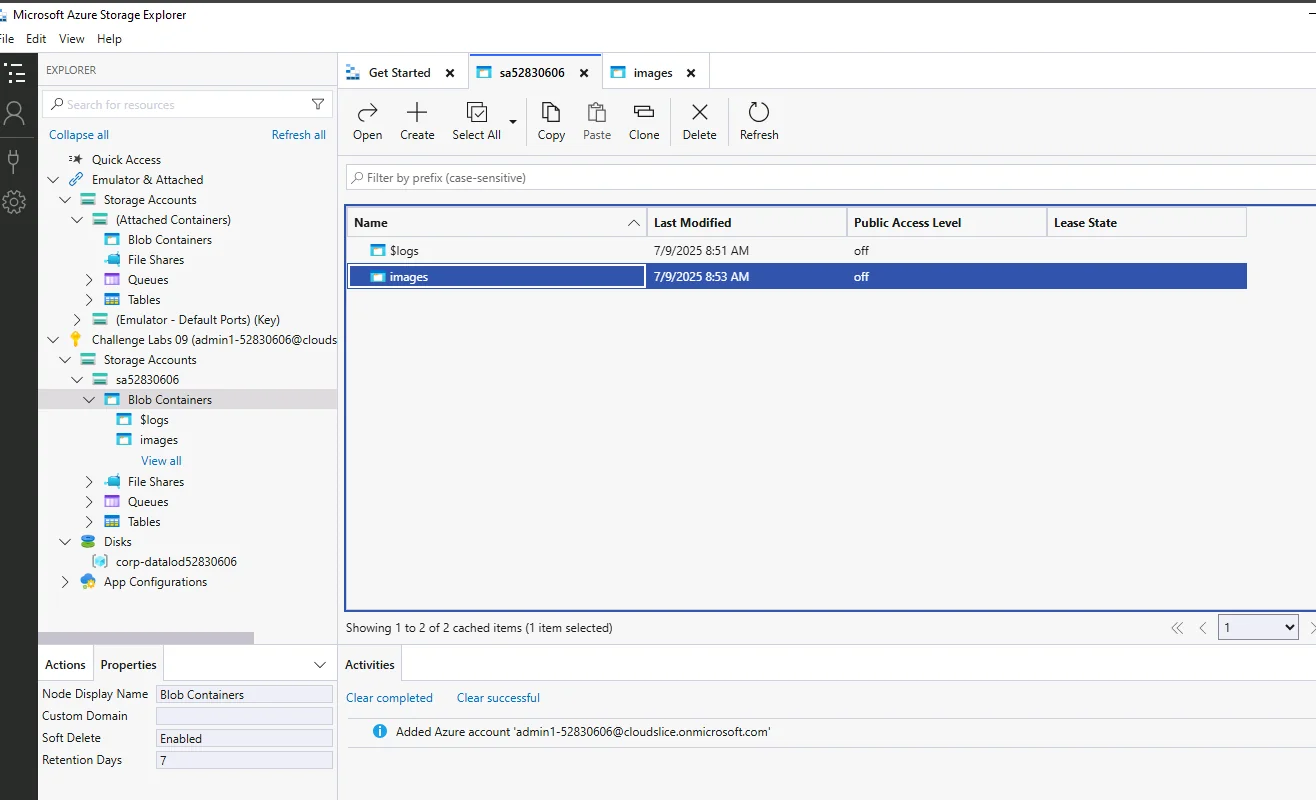 Microsoft Azure Storage Explorer
File Edit View Help
EXPLORER
Search for resources
Collapse all Refresh all
Quick Access
Emulator & Attached
Storage Accounts
(Attached Containers)
Blob Containers
File Shares
Queues
Tables
(Emulator - Default Ports) (Key)
Challenge Labs 09 (admin1-52830606@clouds
Storage Accounts
sa52830606
Blob Containers
$logs
images
View all
File Shares
Queues
Tables
Disks
corp-datalod52830606
App Configurations
Actions Properties
Node Display Name Blob Containers
Custom Domain
Soft Delete Enabled
Retention Days 7
Get Started sa52830606 images
Open Create Select All Copy Paste Clone Delete Refresh
Filter by prefix (case-sensitive)
Name Last Modified Public Access Level Lease State
$logs 7/9/2025 8:51 AM off
images 7/9/2025 8:53 AM off
Showing 1 to 2 of 2 cached items (1 item selected)
1
Activities
Clear completed Clear successful
Added Azure account 'admin1-52830606@cloudslice.onmicrosoft.com'